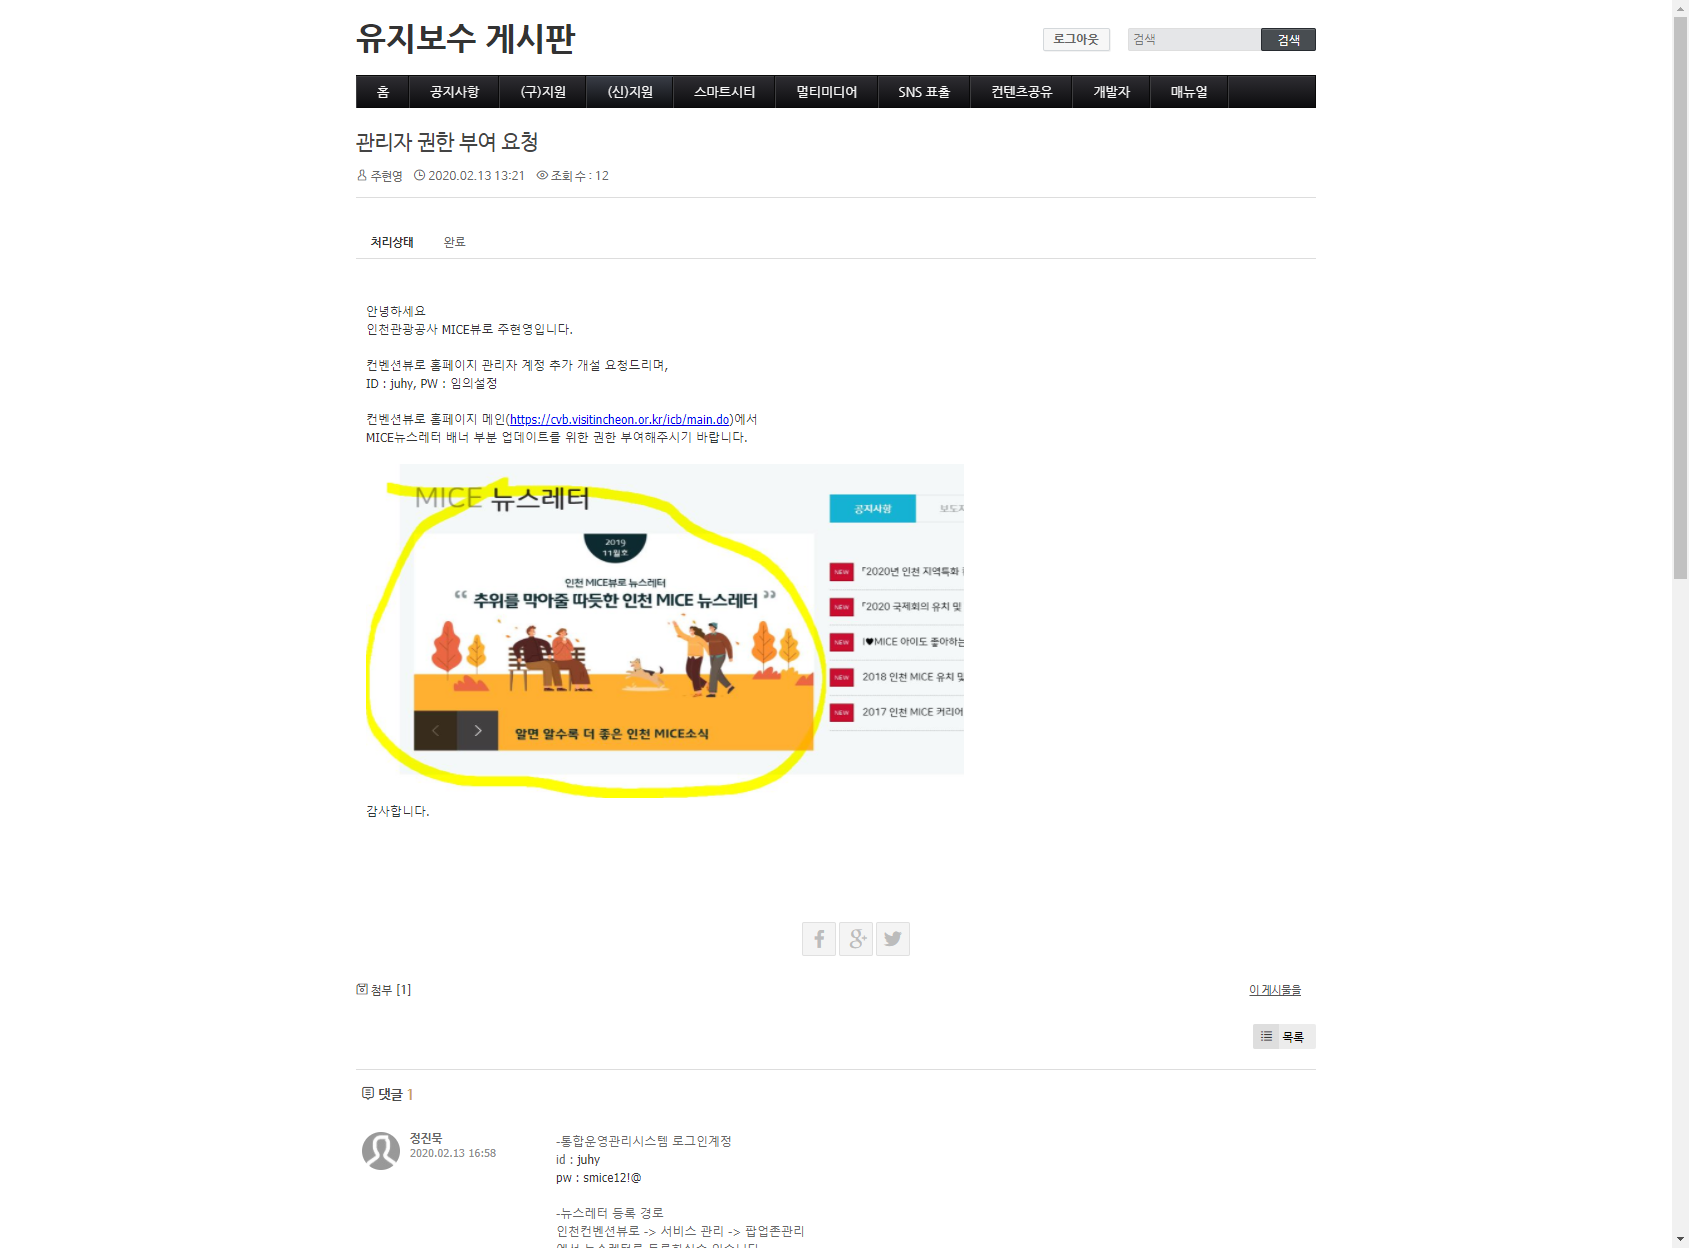 유지보수 게시판
로그아웃
검색
검색
홈
공지사항
(구)지원
(신)지원
스마트시티
멀티미디어
SNS 표출
컨텐츠공유
개발자
매뉴얼
관리자 권한 부여 요청
주현영 2020.02.13 13:21 조회 수 : 12
처리상태 완료
안녕하세요
인천관광공사 MICE뷰로 주현영입니다.
컨벤션뷰로 홈페이지 관리자 계정 추가 개설 요청드리며,
ID : juhy, PW : 임의설정
컨벤션뷰로 홈페이지 메인(https://cvb.visitincheon.or.kr/icb/main.do)에서
MICE뉴스레터 배너 부분 업데이트를 위한 권한 부여해주시기 바랍니다.
MICE 뉴스레터
2019
11월호
인천 MICE뷰로 뉴스레터
“ 추위를 막아줄 따듯한 인천 MICE 뉴스레터 ”
알면 알수록 더 좋은 인천 MICE소식
공지사항
보도자
NEW 「2020년 인천 지역특화
NEW 「2020 국제회의 유치 및
NEW I♥MICE 아이도 좋아하는
NEW 2018 인천 MICE 유치 및
NEW 2017 인천 MICE 커리어
감사합니다.
첨부 [1]
이 게시물을
목록
댓글 1
정진묵
2020.02.13 16:58
-통합운영관리시스템 로그인계정
id : juhy
pw : smice12!@
-뉴스레터 등록 경로
인천컨벤션뷰로 -> 서비스 관리 -> 팝업존관리